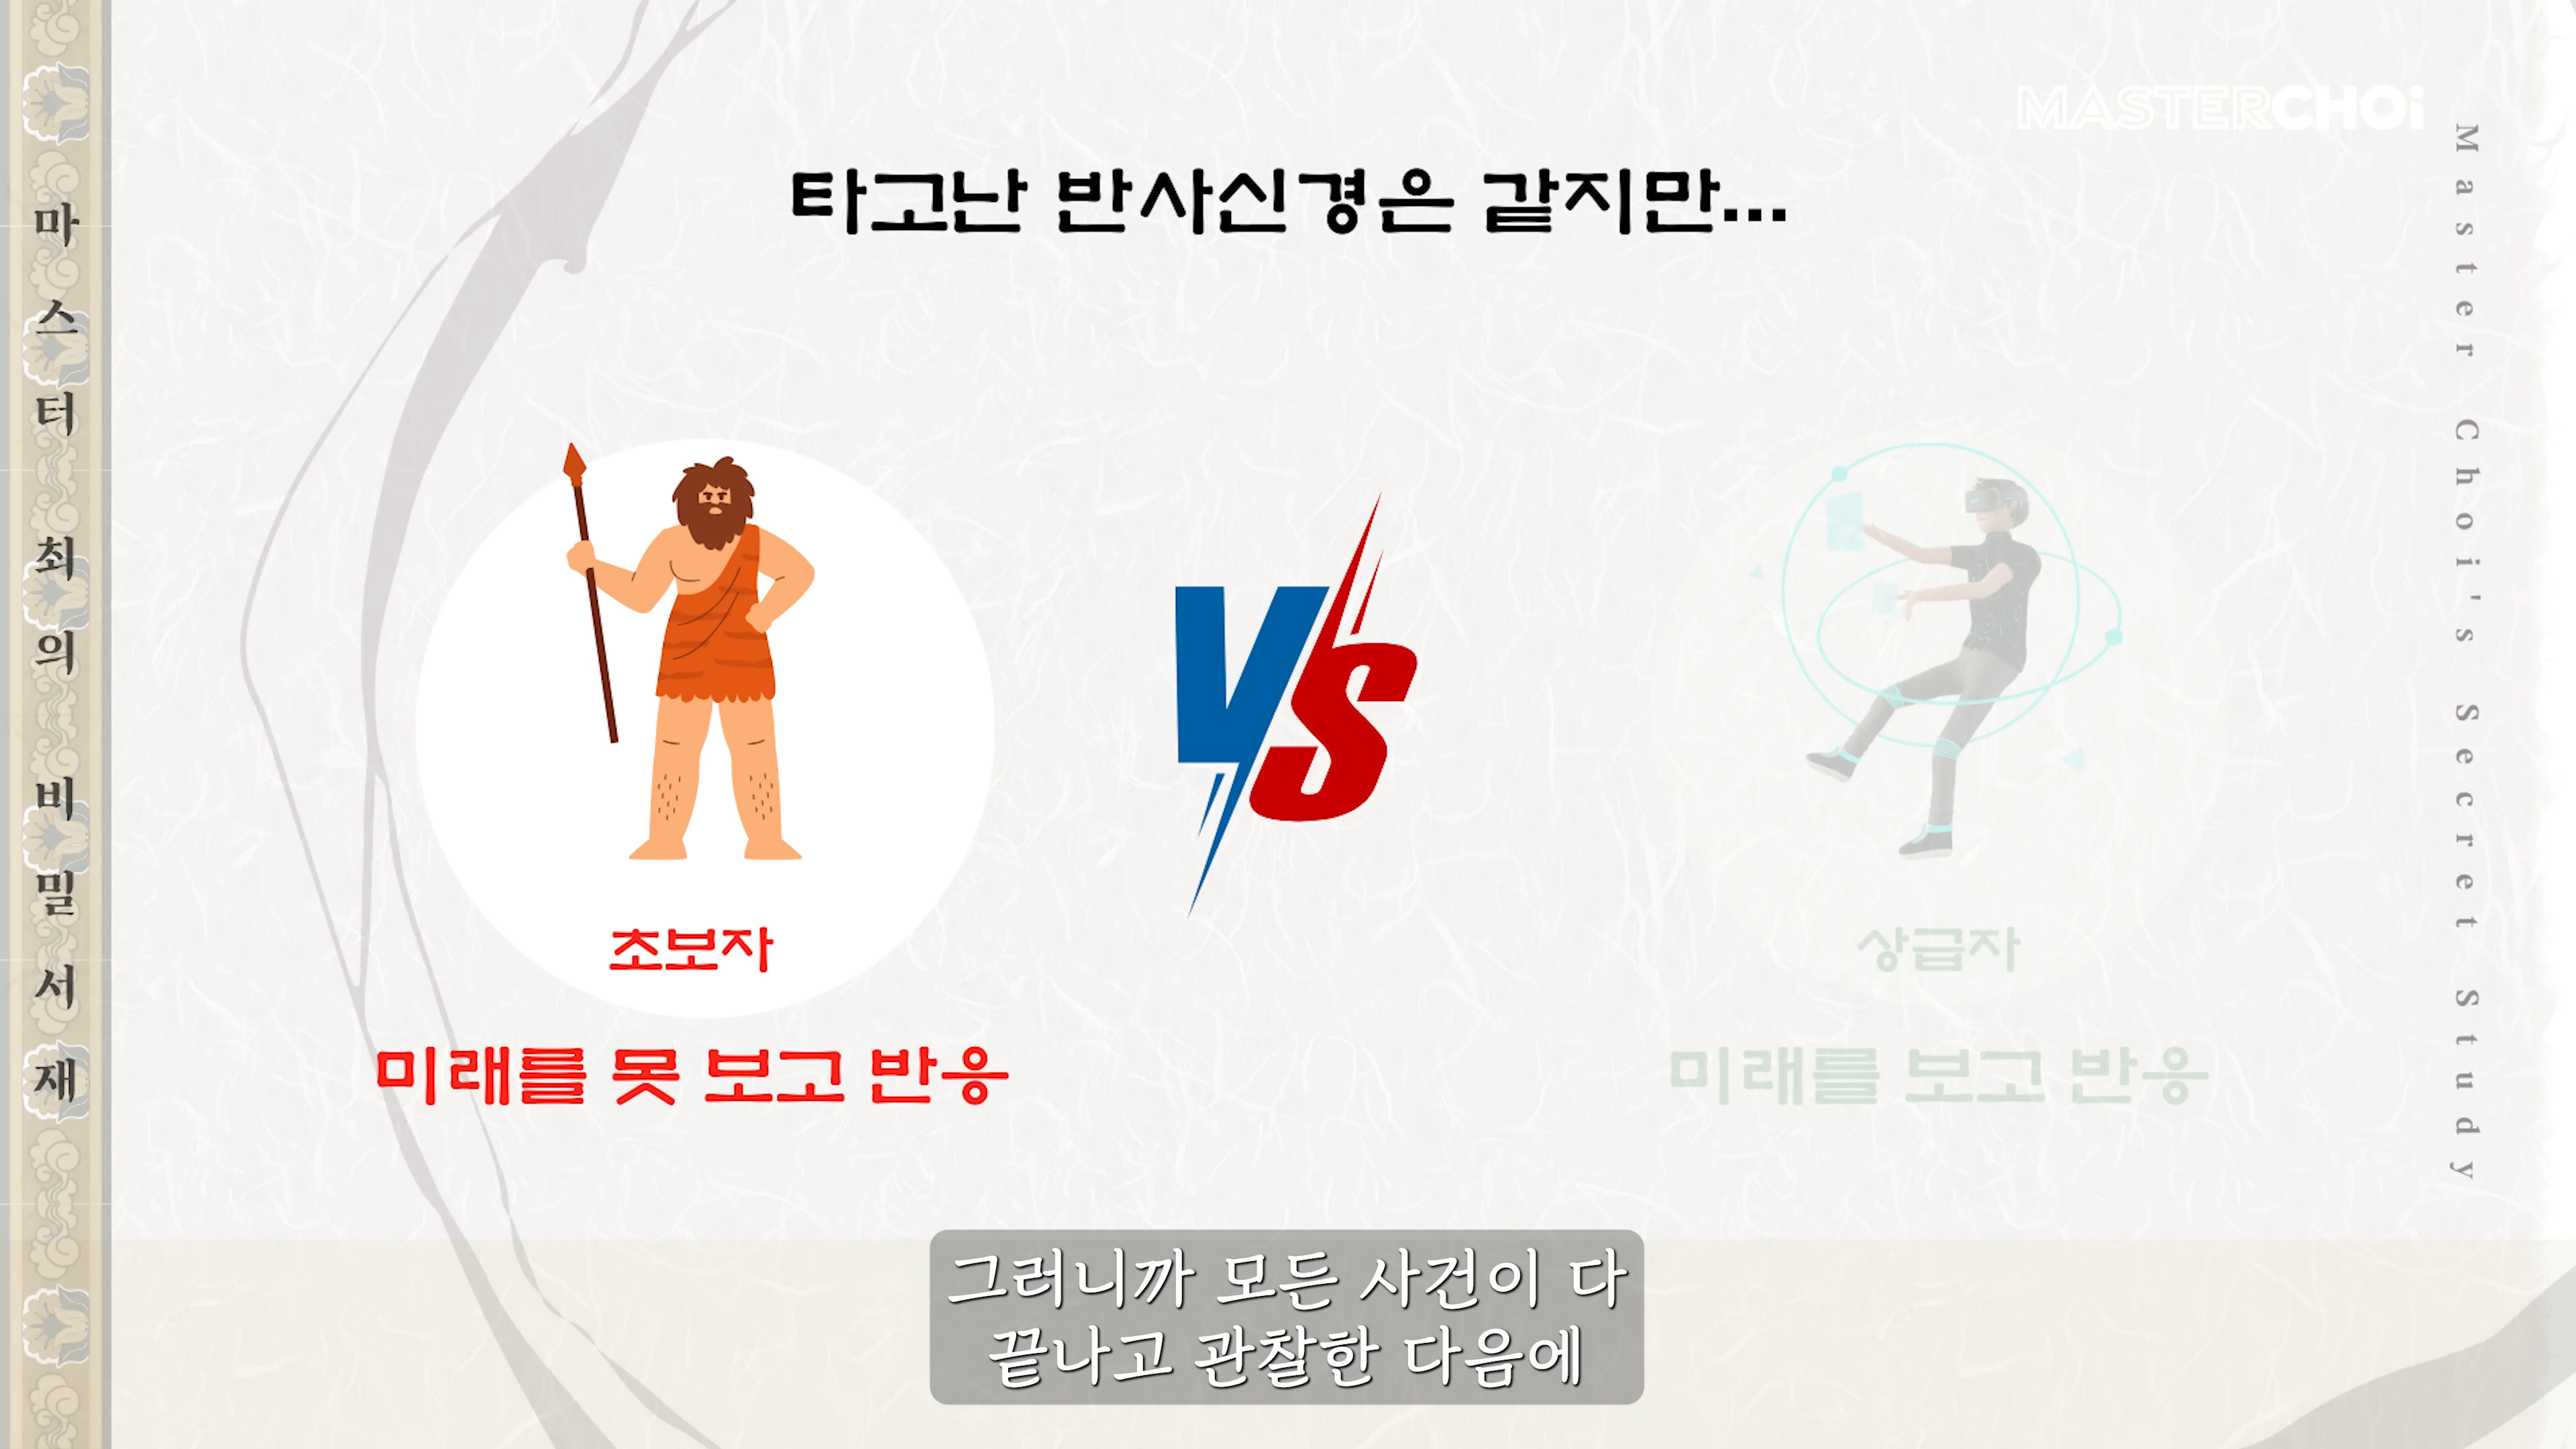 MASTERCHOi
마스터 최의 비밀 서재
Master Choi's Secret Study
타고난 반사신경은 같지만...
VS
초보자
미래를 못 보고 반응
상급자
미래를 보고 반응
그러니까 모든 사건이 다
끝나고 관찰한 다음에